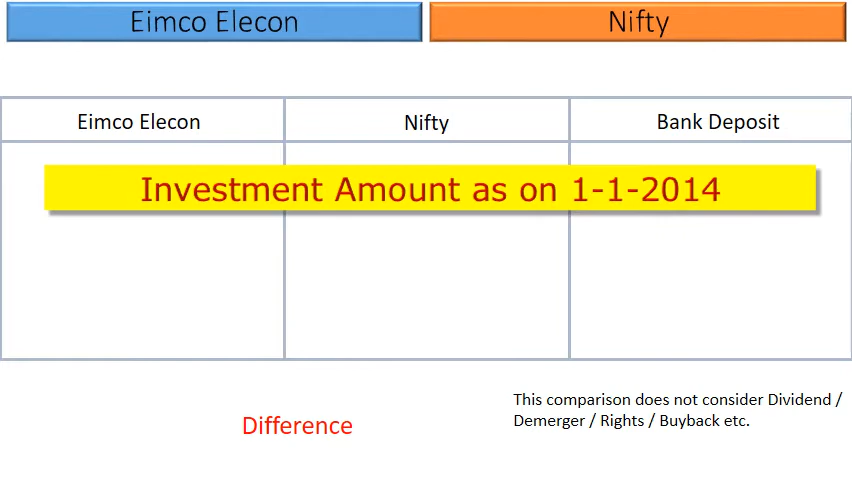 Eimco Elecon
Nifty
Eimco Elecon
Nifty
Bank Deposit
Investment Amount as on 1-1-2014
Difference
This comparison does not consider Dividend /
Demerger / Rights / Buyback etc.